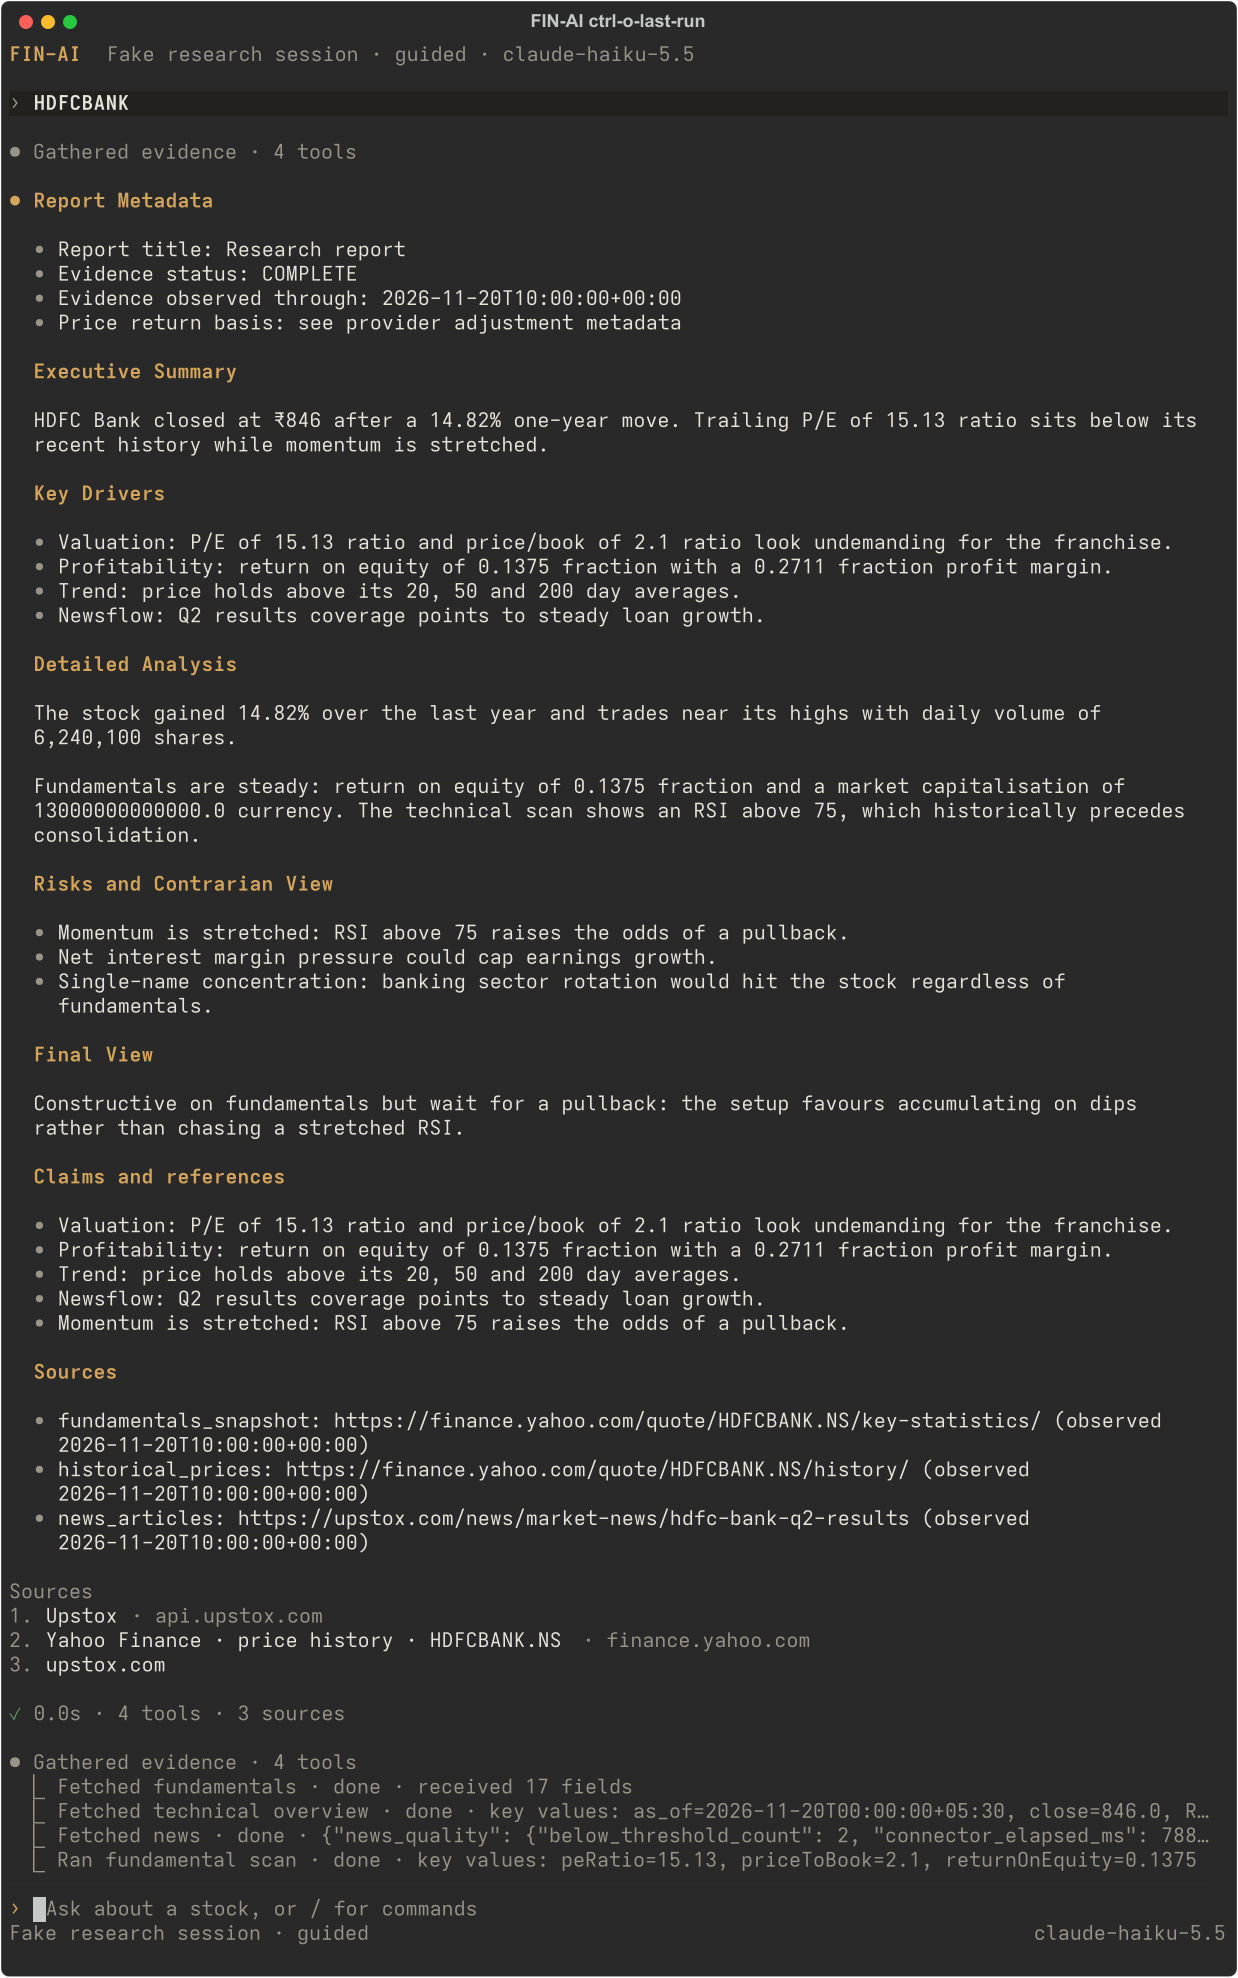 FIN-AI ctrl-o-last-run
FIN-AI Fake research session · guided · claude-haiku-5.5
› HDFCBANK
● Gathered evidence · 4 tools
● Report Metadata
• Report title: Research report
• Evidence status: COMPLETE
• Evidence observed through: 2026-11-20T10:00:00+00:00
• Price return basis: see provider adjustment metadata
Executive Summary
HDFC Bank closed at ₹846 after a 14.82% one-year move. Trailing P/E of 15.13 ratio sits below its
recent history while momentum is stretched.
Key Drivers
• Valuation: P/E of 15.13 ratio and price/book of 2.1 ratio look undemanding for the franchise.
• Profitability: return on equity of 0.1375 fraction with a 0.2711 fraction profit margin.
• Trend: price holds above its 20, 50 and 200 day averages.
• Newsflow: Q2 results coverage points to steady loan growth.
Detailed Analysis
The stock gained 14.82% over the last year and trades near its highs with daily volume of
6,240,100 shares.
Fundamentals are steady: return on equity of 0.1375 fraction and a market capitalisation of
13000000000000.0 currency. The technical scan shows an RSI above 75, which historically precedes
consolidation.
Risks and Contrarian View
• Momentum is stretched: RSI above 75 raises the odds of a pullback.
• Net interest margin pressure could cap earnings growth.
• Single-name concentration: banking sector rotation would hit the stock regardless of
fundamentals.
Final View
Constructive on fundamentals but wait for a pullback: the setup favours accumulating on dips
rather than chasing a stretched RSI.
Claims and references
• Valuation: P/E of 15.13 ratio and price/book of 2.1 ratio look undemanding for the franchise.
• Profitability: return on equity of 0.1375 fraction with a 0.2711 fraction profit margin.
• Trend: price holds above its 20, 50 and 200 day averages.
• Newsflow: Q2 results coverage points to steady loan growth.
• Momentum is stretched: RSI above 75 raises the odds of a pullback.
Sources
• fundamentals_snapshot: https://finance.yahoo.com/quote/HDFCBANK.NS/key-statistics/ (observed
2026-11-20T10:00:00+00:00)
• historical_prices: https://finance.yahoo.com/quote/HDFCBANK.NS/history/ (observed
2026-11-20T10:00:00+00:00)
• news_articles: https://upstox.com/news/market-news/hdfc-bank-q2-results (observed
2026-11-20T10:00:00+00:00)
Sources
1. Upstox · api.upstox.com
2. Yahoo Finance · price history · HDFCBANK.NS · finance.yahoo.com
3. upstox.com
✓ 0.0s · 4 tools · 3 sources
● Gathered evidence · 4 tools
Fetched fundamentals · done · received 17 fields
Fetched technical overview · done · key values: as_of=2026-11-20T00:00:00+05:30, close=846.0, R…
Fetched news · done · {"news_quality": {"below_threshold_count": 2, "connector_elapsed_ms": 788…
Ran fundamental scan · done · key values: peRatio=15.13, priceToBook=2.1, returnOnEquity=0.1375
› Ask about a stock, or / for commands
Fake research session · guided claude-haiku-5.5